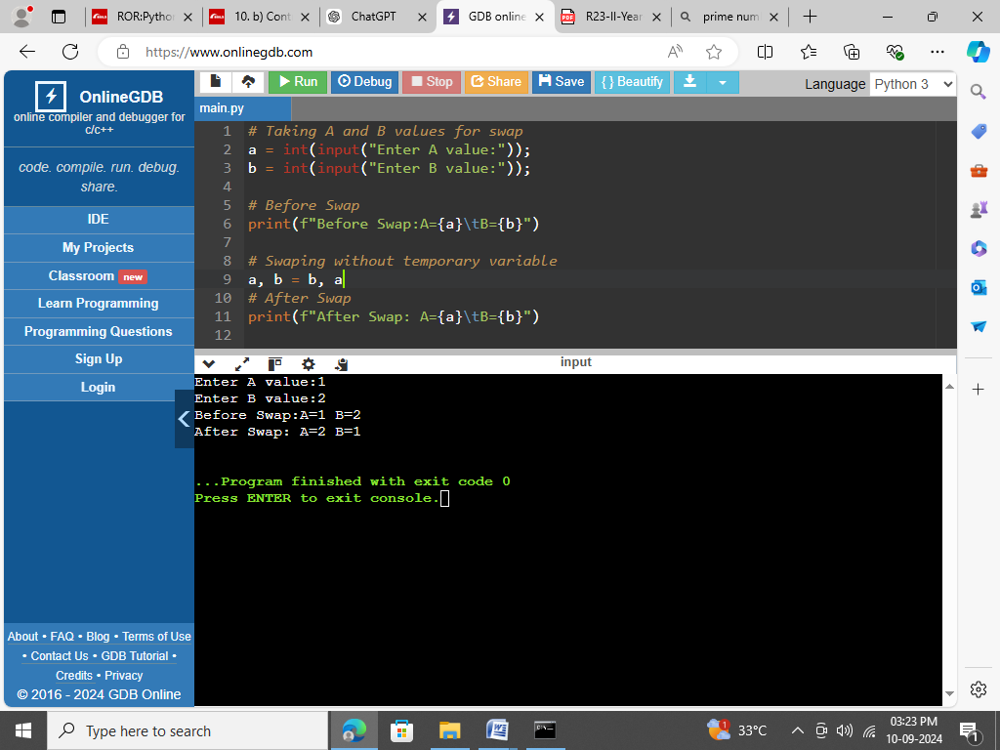 ROR:Pythor
10. b) Cont
ChatGPT
GDB online
R23-II-Year
prime num
https://www.onlinegdb.com
OnlineGDB
online compiler and debugger for
c/c++
code. compile. run. debug.
share.
IDE
My Projects
Classroom new
Learn Programming
Programming Questions
Sign Up
Login
About • FAQ • Blog • Terms of Use
• Contact Us • GDB Tutorial •
Credits • Privacy
© 2016 - 2024 GDB Online
Run Debug Stop Share Save { } Beautify
Language Python 3
main.py
1 # Taking A and B values for swap
2 a = int(input("Enter A value:"));
3 b = int(input("Enter B value:"));
4
5 # Before Swap
6 print(f"Before Swap:A={a}\tB={b}")
7
8 # Swaping without temporary variable
9 a, b = b, a
10 # After Swap
11 print(f"After Swap: A={a}\tB={b}")
12
input
Enter A value:1
Enter B value:2
Before Swap:A=1 B=2
After Swap: A=2 B=1
...Program finished with exit code 0
Press ENTER to exit console.
Type here to search
1
33°C
03:23 PM
10-09-2024
1